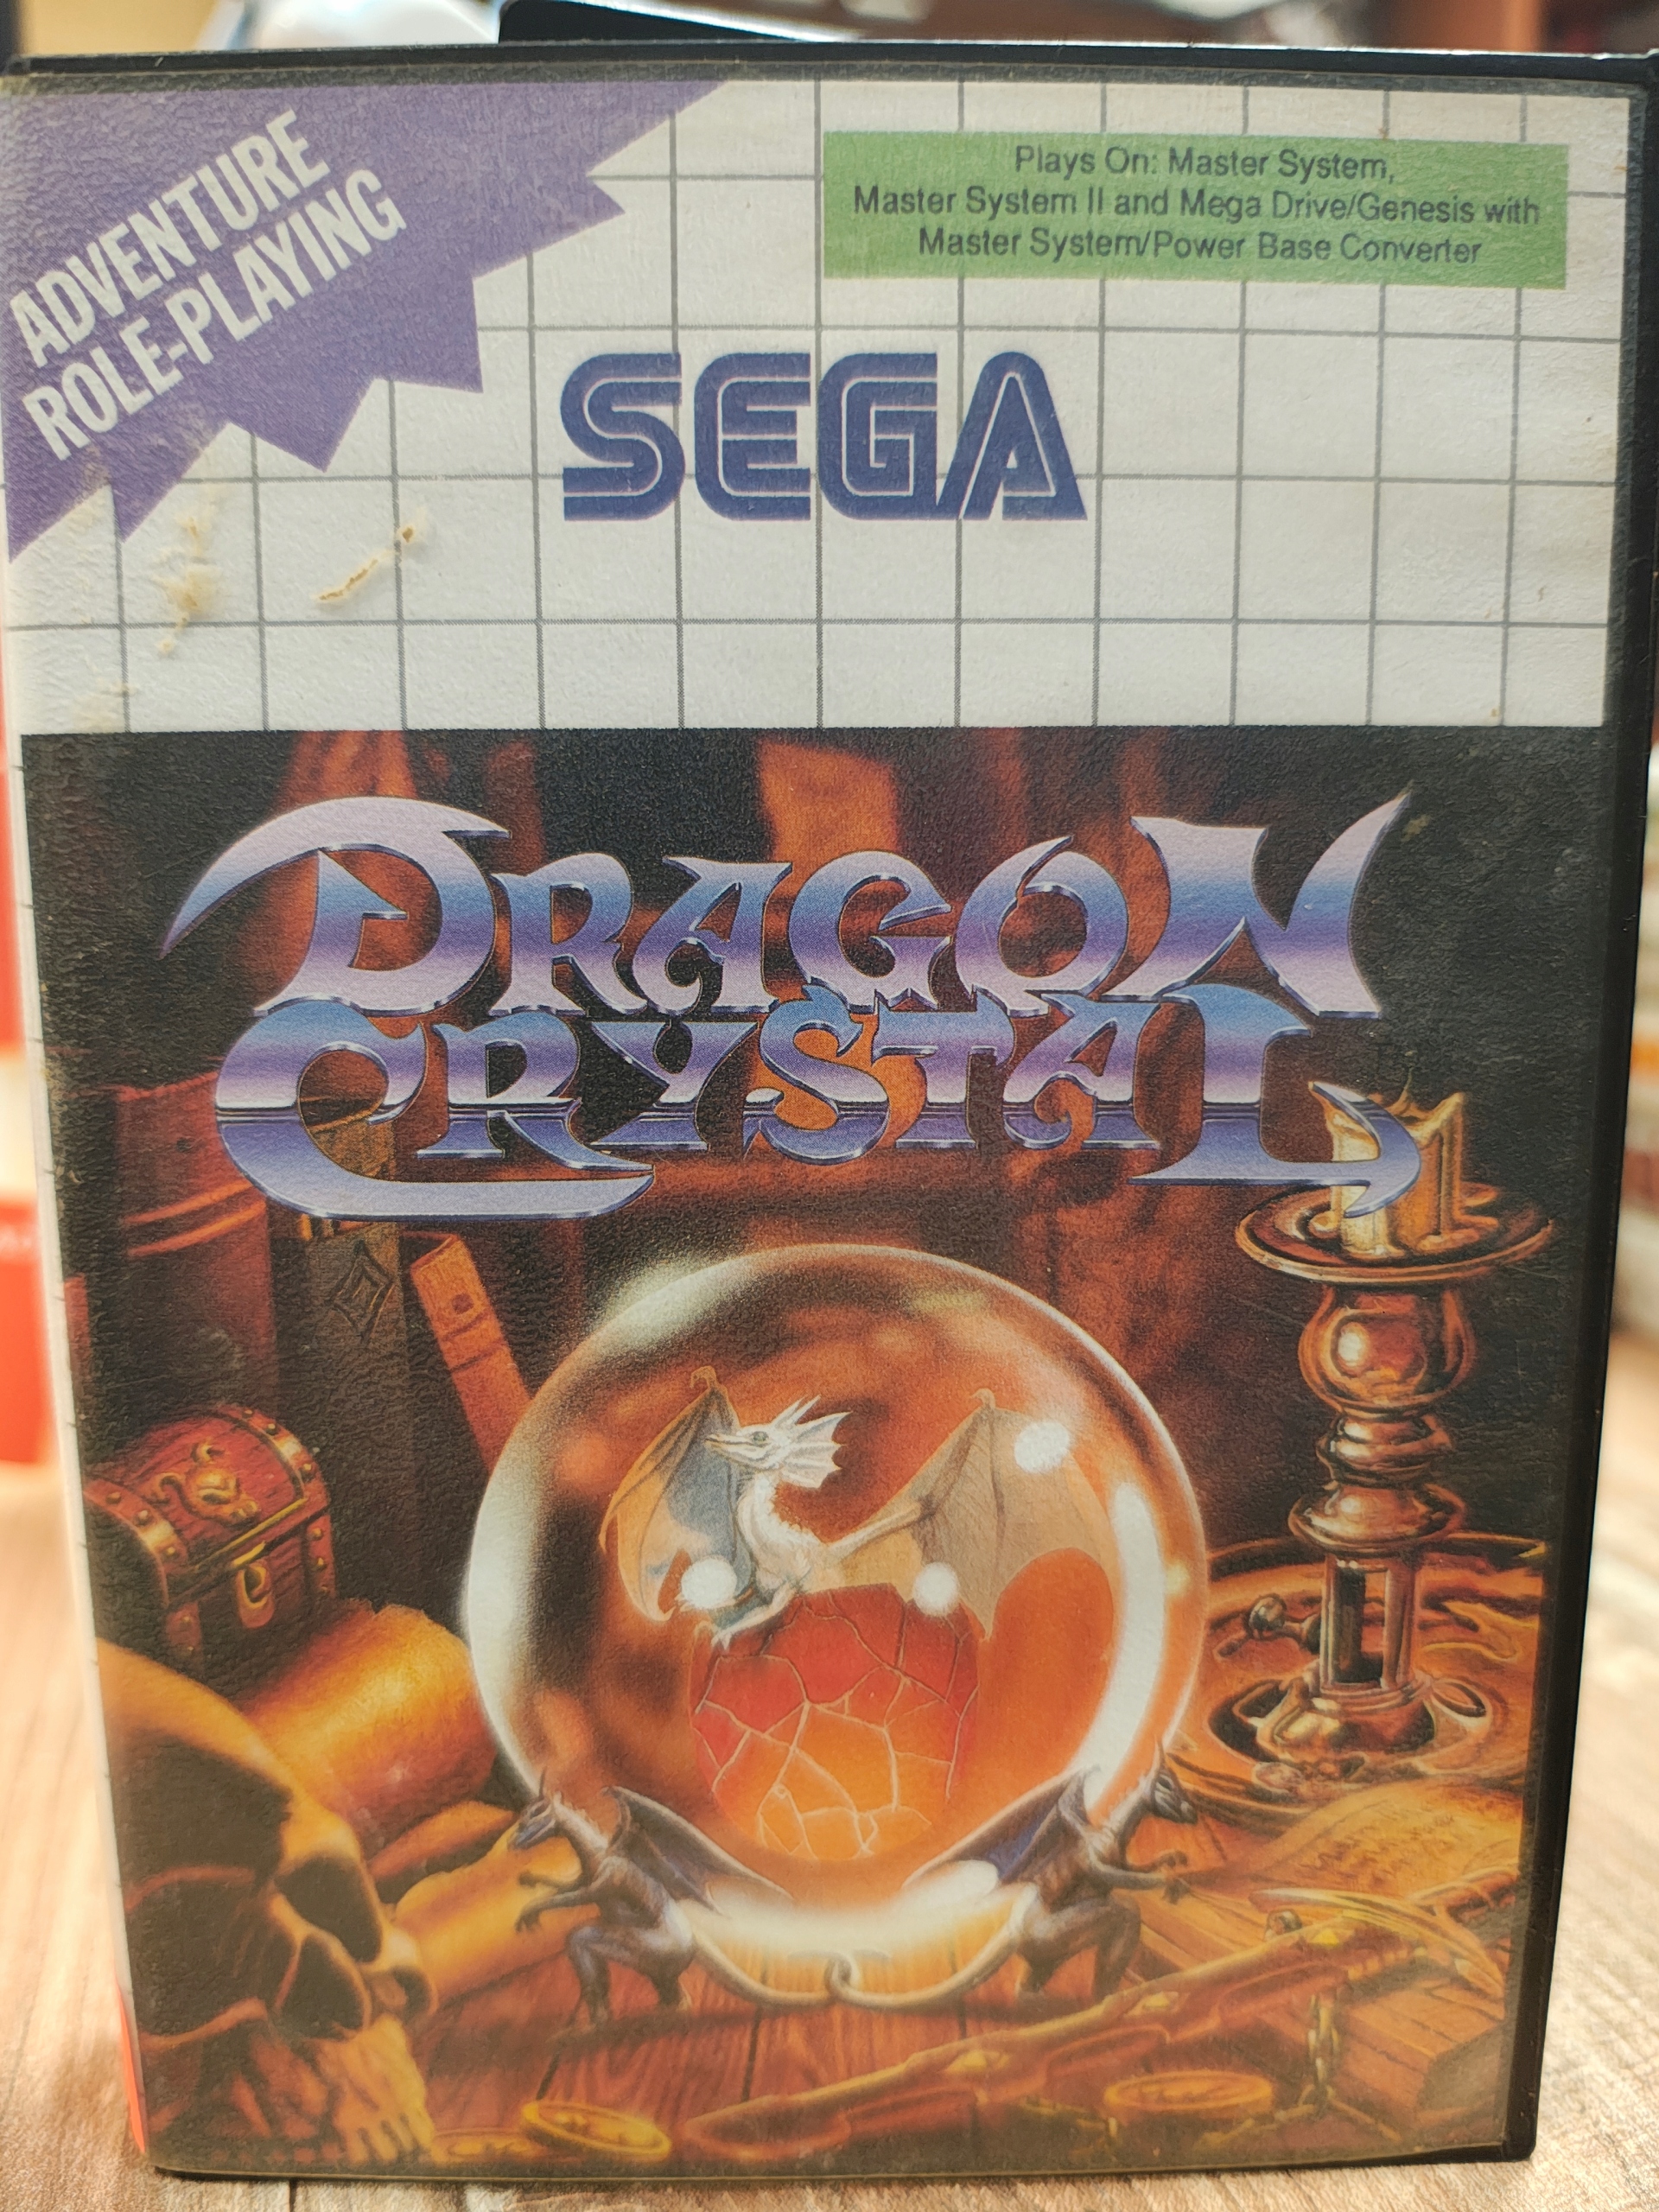 ADVENTURE
ROLE-PLAYING
Plays On: Master System,
Master System II and Mega Drive/Genesis with
Master System/Power Base Converter
SEGA
DRAGON
CRYSTAL